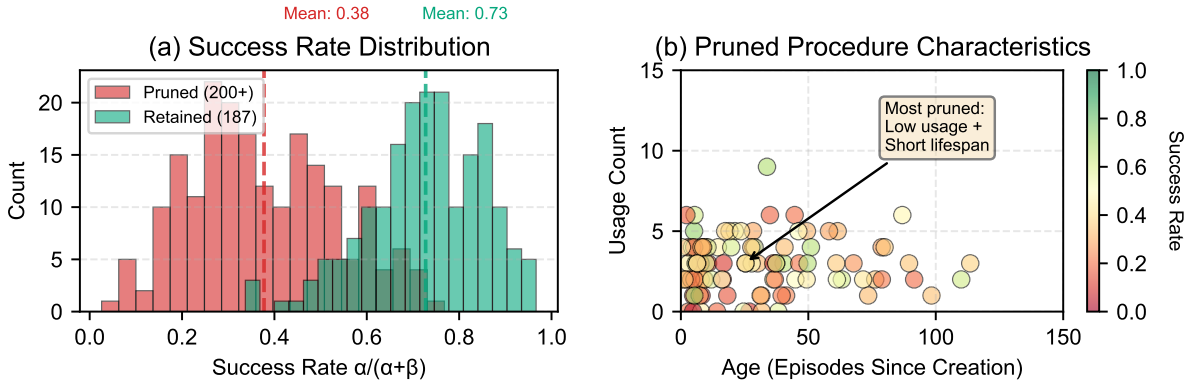 Mean: 0.38
Mean: 0.73
(a) Success Rate Distribution
Pruned (200+)
Retained (187)
Count
20
15
10
5
0
0.0
0.2
0.4
0.6
0.8
1.0
Success Rate α/(α+β)
(b) Pruned Procedure Characteristics
Most pruned:
Low usage +
Short lifespan
Usage Count
15
10
5
0
0
50
100
150
Age (Episodes Since Creation)
1.0
0.8
0.6
0.4
0.2
0.0
Success Rate